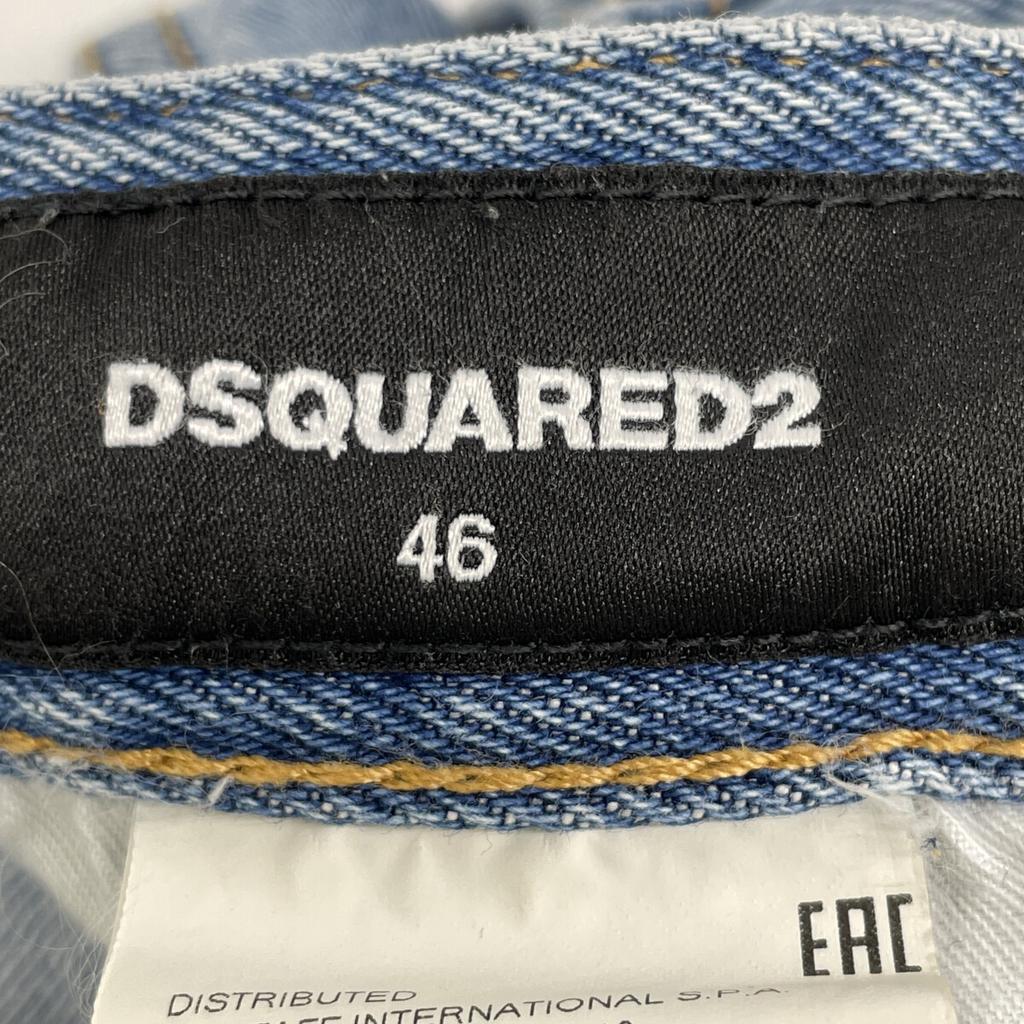 DSQUARED2
46
EAC
DISTRIBUTED
INTERNATIONAL S.P.A.